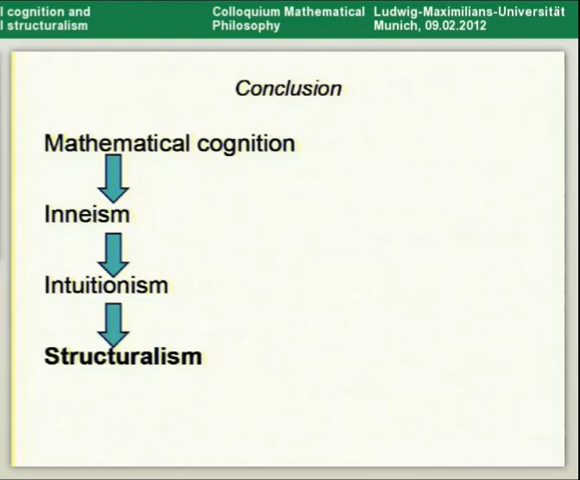 l cognition and
l structuralism
Colloquium Mathematical
Philosophy
Ludwig-Maximilians-Universität
Munich, 09.02.2012
Conclusion
Mathematical cognition
Inneism
Intuitionism
Structuralism